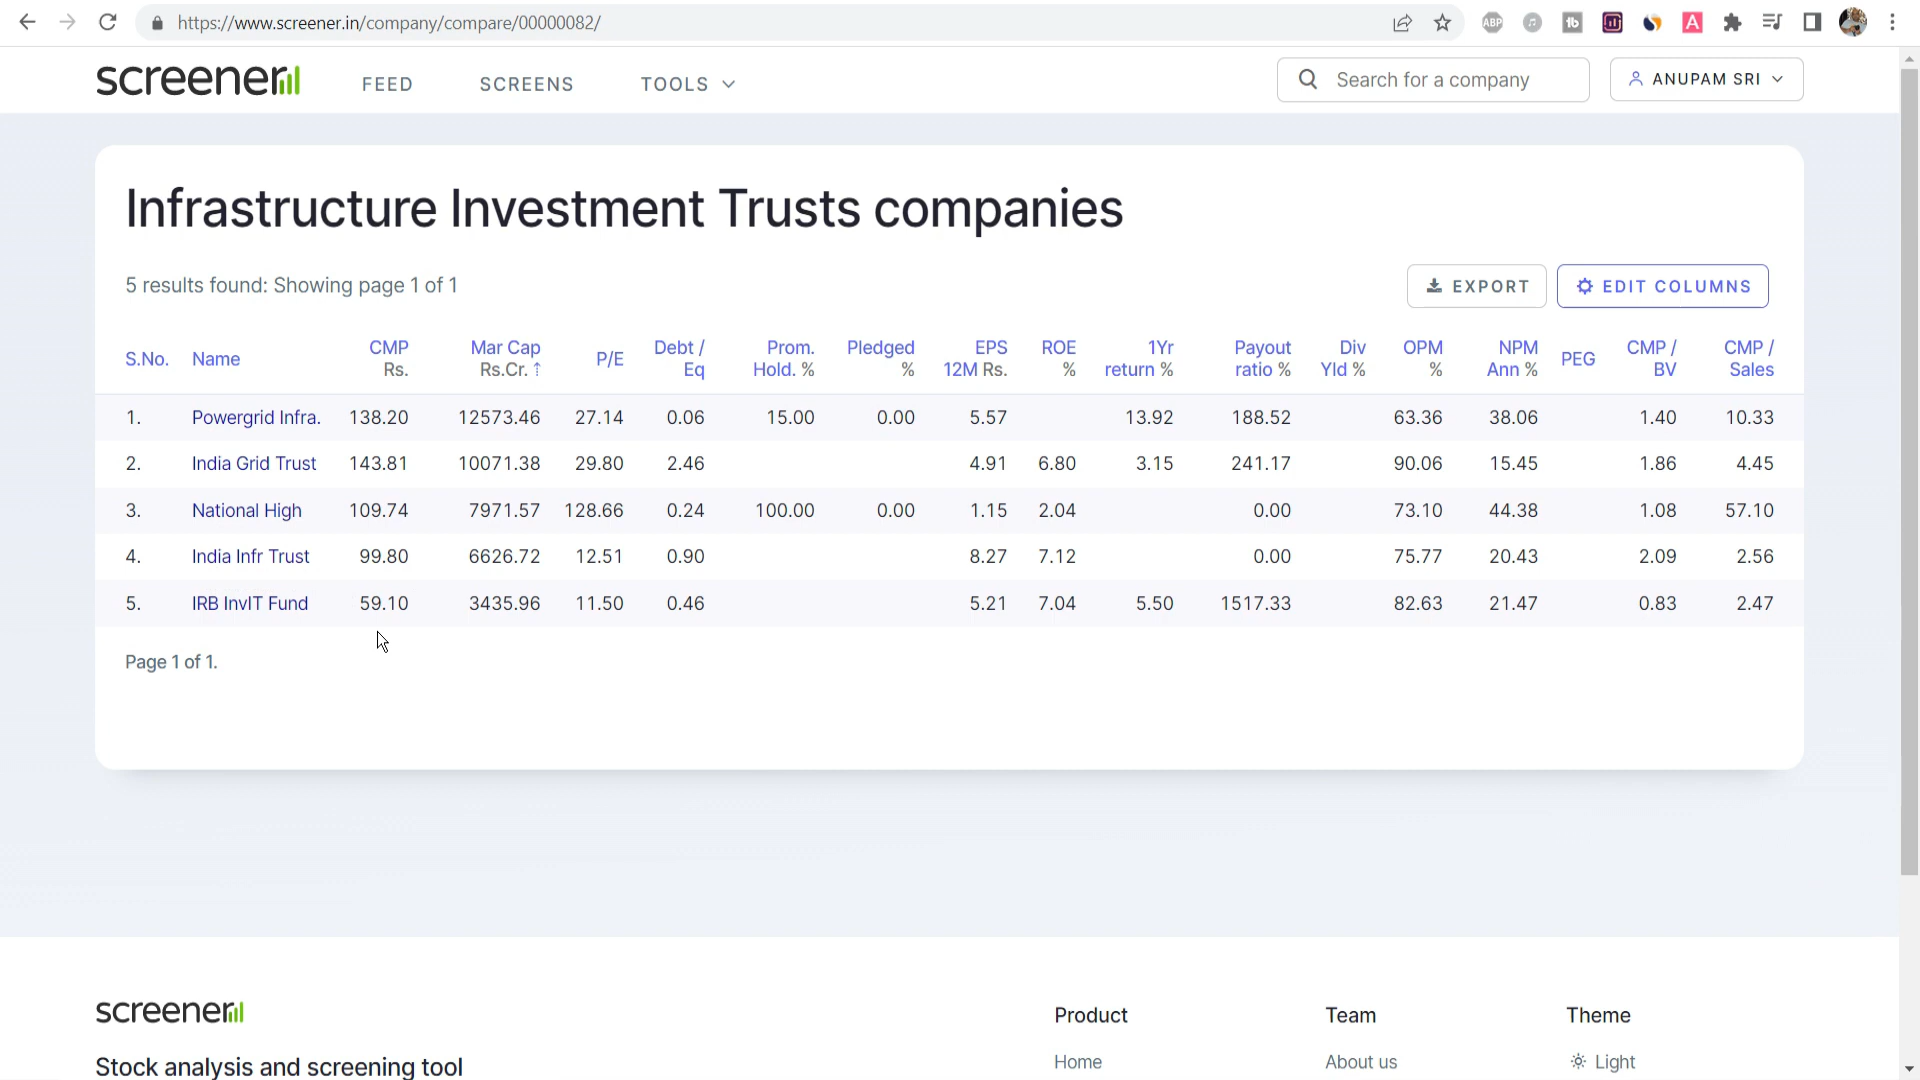 https://www.screener.in/company/compare/00000082/
ABP
tb
A
screener
FEED
SCREENS
TOOLS
Search for a company
ANUPAM SRI
Infrastructure Investment Trusts companies
5 results found: Showing page 1 of 1
EXPORT
EDIT COLUMNS
S.No. Name CMP Rs. Mar Cap Rs.Cr. ↑ P/E Debt / Eq Prom. Hold. % Pledged % EPS 12M Rs. ROE % 1Yr return % Payout ratio % Div Yld % OPM % NPM Ann % PEG CMP / BV CMP / Sales
1. Powergrid Infra. 138.20 12573.46 27.14 0.06 15.00 0.00 5.57 13.92 188.52 63.36 38.06 1.40 10.33
2. India Grid Trust 143.81 10071.38 29.80 2.46 4.91 6.80 3.15 241.17 90.06 15.45 1.86 4.45
3. National High 109.74 7971.57 128.66 0.24 100.00 0.00 1.15 2.04 0.00 73.10 44.38 1.08 57.10
4. India Infr Trust 99.80 6626.72 12.51 0.90 8.27 7.12 0.00 75.77 20.43 2.09 2.56
5. IRB InvIT Fund 59.10 3435.96 11.50 0.46 5.21 7.04 5.50 1517.33 82.63 21.47 0.83 2.47
Page 1 of 1.
screener
Stock analysis and screening tool
Product
Home
Team
About us
Theme
Light